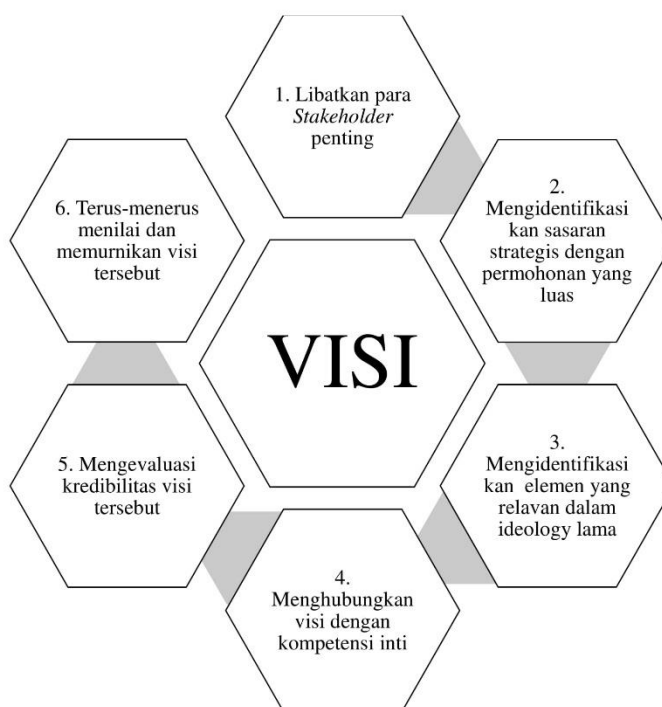 1. Libatkan para
Stakeholder
penting
2.
Mengidentifikasi
kan sasaran
strategis dengan
permohonan yang
luas
3.
Mengidentifikasi
kan elemen yang
relavan dalam
ideology lama
4.
Menghubungkan
visi dengan
kompetensi inti
5. Mengevaluasi
kredibilitas visi
tersebut
6. Terus-menerus
menilai dan
memurnikan visi
tersebut
VISI